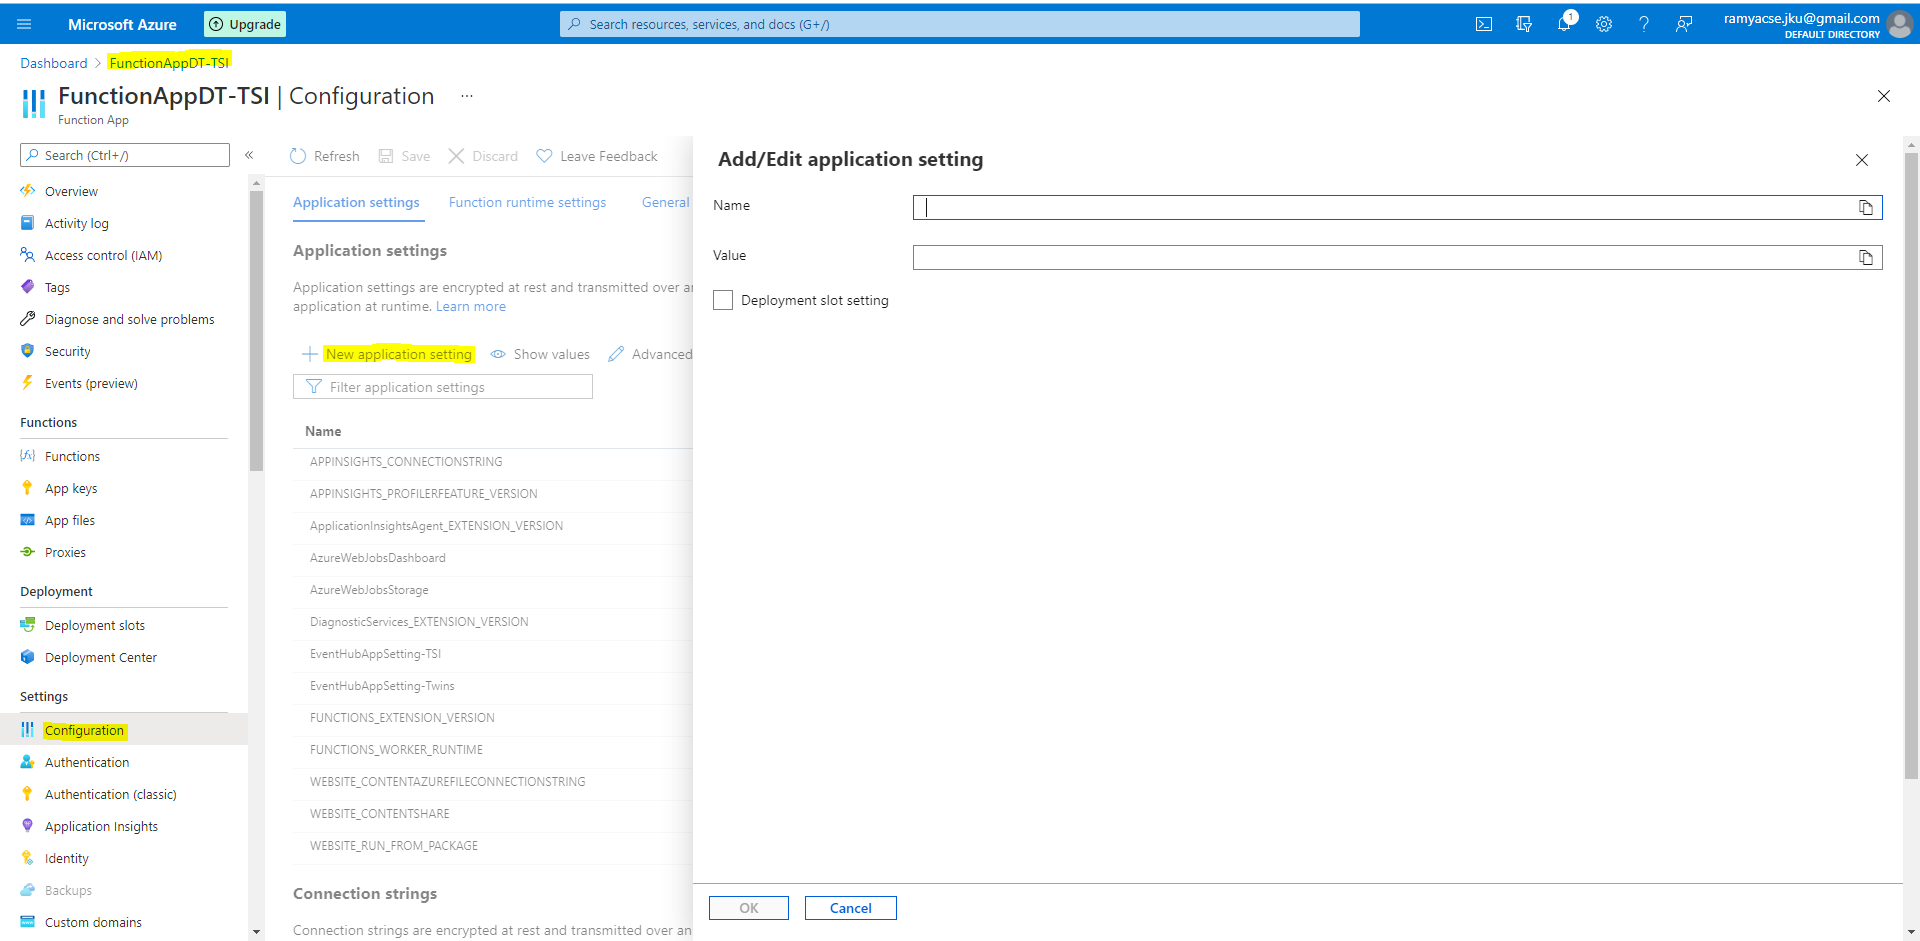 Microsoft Azure
Upgrade
Search resources, services, and docs (G+/)
1
ramyacse.jku@gmail.com
DEFAULT DIRECTORY
Dashboard > FunctionAppDT-TSI
FunctionAppDT-TSI | Configuration ...
Function App
Search (Ctrl+/)
«
Overview
Activity log
Access control (IAM)
Tags
Diagnose and solve problems
Security
Events (preview)
Functions
Functions
App keys
App files
Proxies
Deployment
Deployment slots
Deployment Center
Settings
Configuration
Authentication
Authentication (classic)
Application Insights
Identity
Backups
Custom domains
Refresh Save Discard Leave Feedback
Application settings Function runtime settings General
Application settings
Application settings are encrypted at rest and transmitted over an
application at runtime. Learn more
New application setting Show values Advanced
Filter application settings
Name
APPINSIGHTS_CONNECTIONSTRING
APPINSIGHTS_PROFILERFEATURE_VERSION
ApplicationInsightsAgent_EXTENSION_VERSION
AzureWebJobsDashboard
AzureWebJobsStorage
DiagnosticServices_EXTENSION_VERSION
EventHubAppSetting-TSI
EventHubAppSetting-Twins
FUNCTIONS_EXTENSION_VERSION
FUNCTIONS_WORKER_RUNTIME
WEBSITE_CONTENTAZUREFILECONNECTIONSTRING
WEBSITE_CONTENTSHARE
WEBSITE_RUN_FROM_PACKAGE
Connection strings
Connection strings are encrypted at rest and transmitted over an
Add/Edit application setting
Name
Value
Deployment slot setting
OK
Cancel